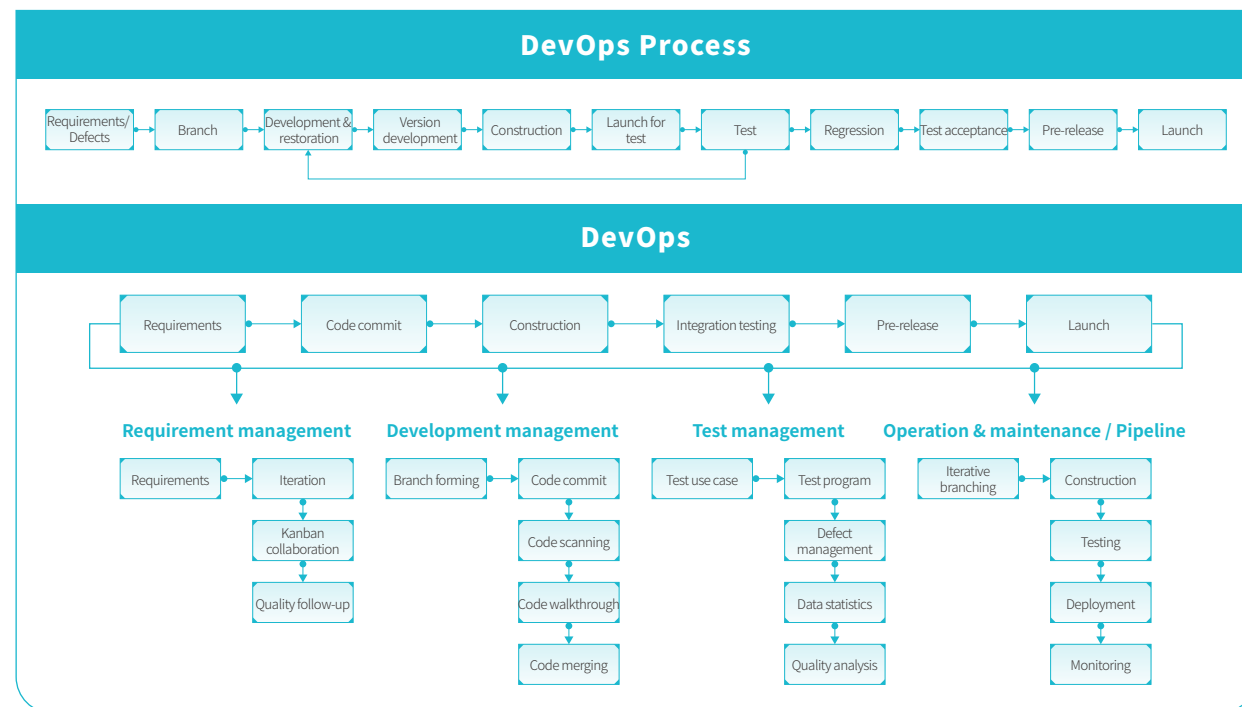 DevOps Process
Requirements/
Defects
Branch
Development &
restoration
Version
development
Construction
Launch for
test
Test
Regression
Test acceptance
Pre-release
Launch
DevOps
Requirements
Code commit
Construction
Integration testing
Pre-release
Launch
Requirement management
Requirements
Iteration
Kanban
collaboration
Quality follow-up
Development management
Branch forming
Code commit
Code scanning
Code walkthrough
Code merging
Test management
Test use case
Test program
Defect
management
Data statistics
Quality analysis
Operation & maintenance / Pipeline
Iterative
branching
Construction
Testing
Deployment
Monitoring